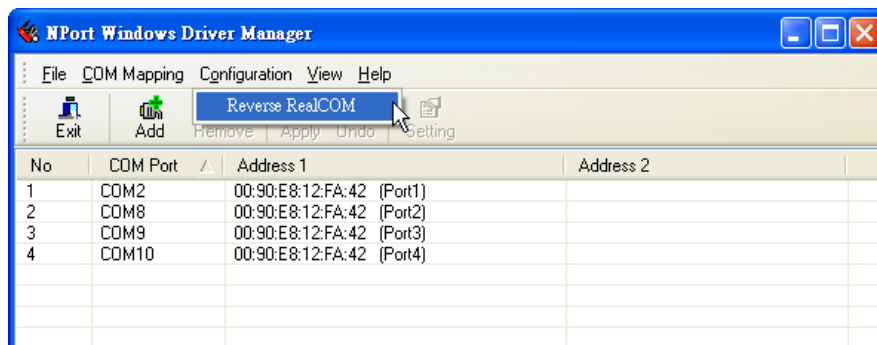 NPort Windows Driver Manager
File COM Mapping Configuration View Help
Reverse RealCOM
Exit Add Remove Apply Undo Setting
No COM Port Address 1 Address 2
1 COM2 00:90:E8:12:FA:42 (Port1)
2 COM8 00:90:E8:12:FA:42 (Port2)
3 COM9 00:90:E8:12:FA:42 (Port3)
4 COM10 00:90:E8:12:FA:42 (Port4)